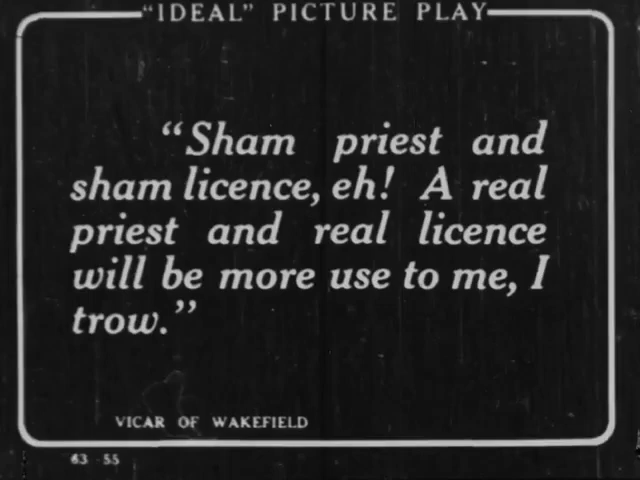 "IDEAL" PICTURE PLAY
"Sham priest and
sham licence, eh! A real
priest and real licence
will be more use to me, I
trow."
VICAR OF WAKEFIELD
63 55